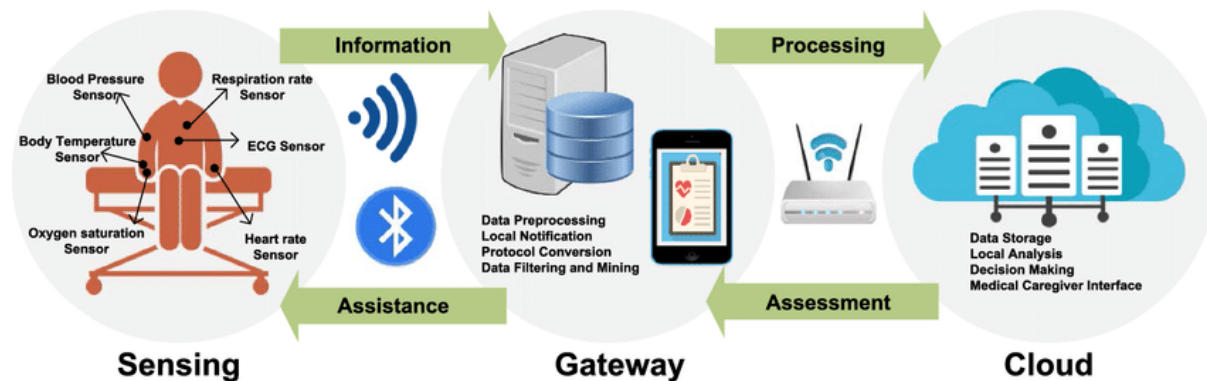 Information
Processing
Blood Pressure
Sensor
Respiration rate
Sensor
Body Temperature
Sensor
ECG Sensor
Oxygen saturation
Sensor
Heart rate
Sensor
Data Preprocessing
Local Notification
Protocol Conversion
Data Filtering and Mining
Data Storage
Local Analysis
Decision Making
Medical Caregiver Interface
Assistance
Assessment
Sensing
Gateway
Cloud